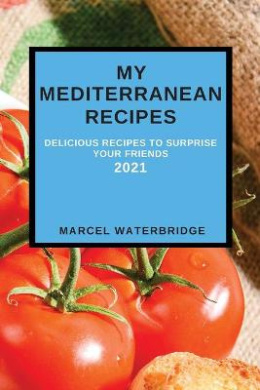 MY
MEDITERRANEAN
RECIPES
DELICIOUS RECIPES TO SURPRISE
YOUR FRIENDS
2021
MARCEL WATERBRIDGE